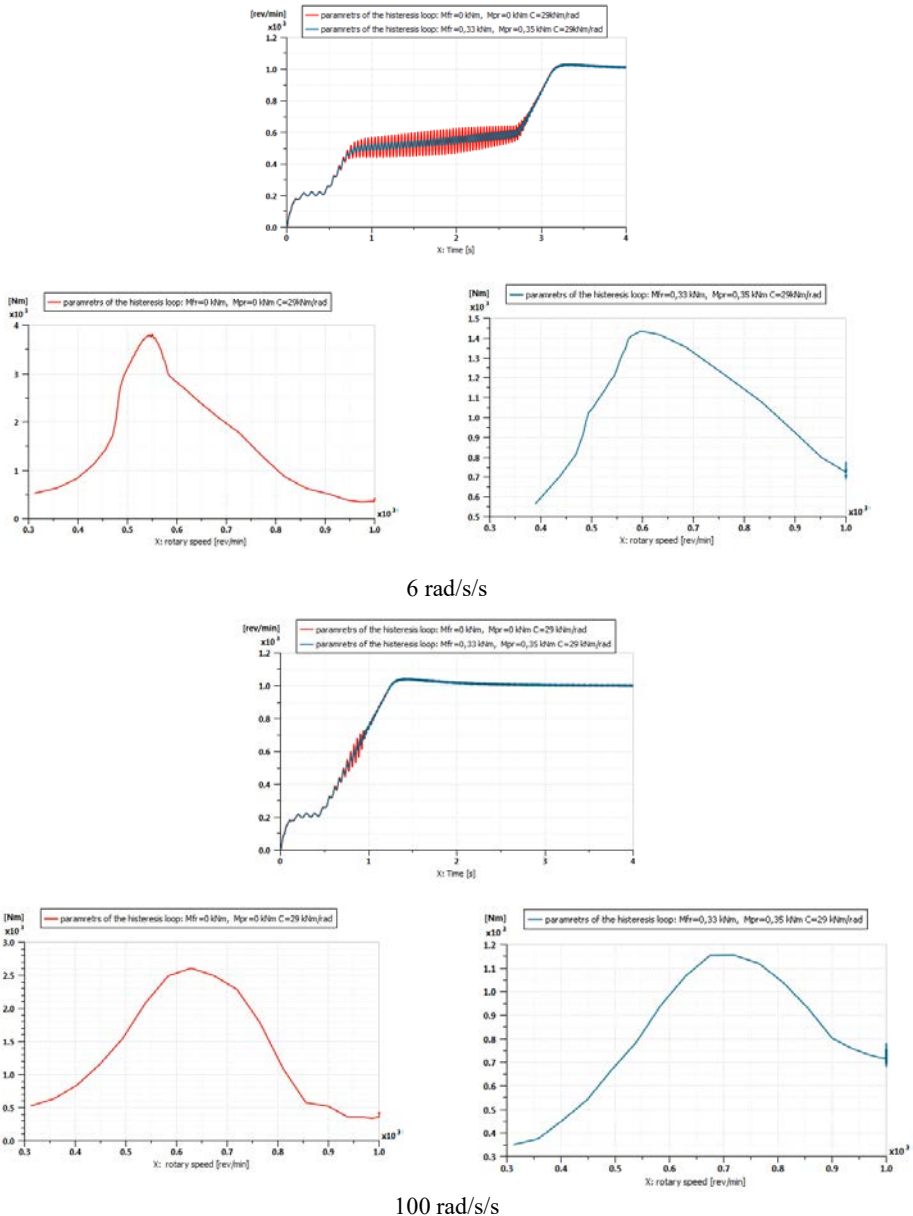 [rev/min]
x10³
paramretrs of the histeresis loop: Mfr=0 kNm, Mpr=0 kNm C=29kNm/rad
paramretrs of the histeresis loop: Mfr=0,33 kNm, Mpr=0,35 kNm C=29kNm/rad
1.2
1.0
0.8
0.6
0.4
0.2
0.0
0 1 2 3 4
X: Time [s]
[Nm]
x10³
paramretrs of the histeresis loop: Mfr=0 kNm, Mpr=0 kNm C=29kNm/rad
4
3
2
1
0
0.3 0.4 0.5 0.6 0.7 0.8 0.9 1.0
x10³
X: rotary speed [rev/min]
[Nm]
x10³
paramretrs of the histeresis loop: Mfr=0,33 kNm, Mpr=0,35 kNm C=29kNm/rad
1.5
1.4
1.3
1.2
1.1
1.0
0.9
0.8
0.7
0.6
0.5
0.3 0.4 0.5 0.6 0.7 0.8 0.9 1.0
x10³
X: rotary speed [rev/min]
6 rad/s/s
[rev/min]
x10³
paramretrs of the histeresis loop: Mfr=0 kNm, Mpr=0 kNm C=29 kNm/rad
paramretrs of the histeresis loop: Mfr=0,33 kNm, Mpr=0,35 kNm C=29 kNm/rad
1.2
1.0
0.8
0.6
0.4
0.2
0.0
0 1 2 3 4
X: Time [s]
[Nm]
x10³
paramretrs of the histeresis loop: Mfr=0 kNm, Mpr=0 kNm C=29 kNm/rad
3.0
2.5
2.0
1.5
1.0
0.5
0.0
0.3 0.4 0.5 0.6 0.7 0.8 0.9 1.0
x10³
X: rotary speed [rev/min]
[Nm]
x10³
paramretrs of the histeresis loop: Mfr=0,33 kNm, Mpr=0,35 kNm C=29 kNm/rad
1.2
1.1
1.0
0.9
0.8
0.7
0.6
0.5
0.4
0.3
0.3 0.4 0.5 0.6 0.7 0.8 0.9 1.0
x10³
X: rotary speed [rev/min]
100 rad/s/s